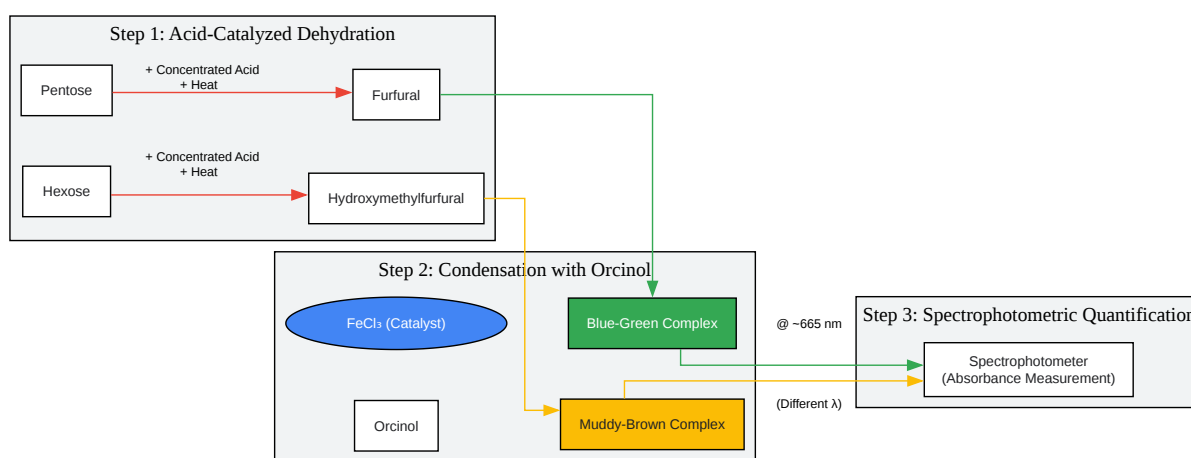 Step 1: Acid-Catalyzed Dehydration
+ Concentrated Acid
+ Heat
Pentose
Furfural
+ Concentrated Acid
+ Heat
Hexose
Hydroxymethylfurfural
Step 2: Condensation with Orcinol
FeCl₃ (Catalyst)
Blue-Green Complex
Orcinol
Muddy-Brown Complex
@ ~665 nm
(Different λ)
Step 3: Spectrophotometric Quantification
Spectrophotometer
(Absorbance Measurement)